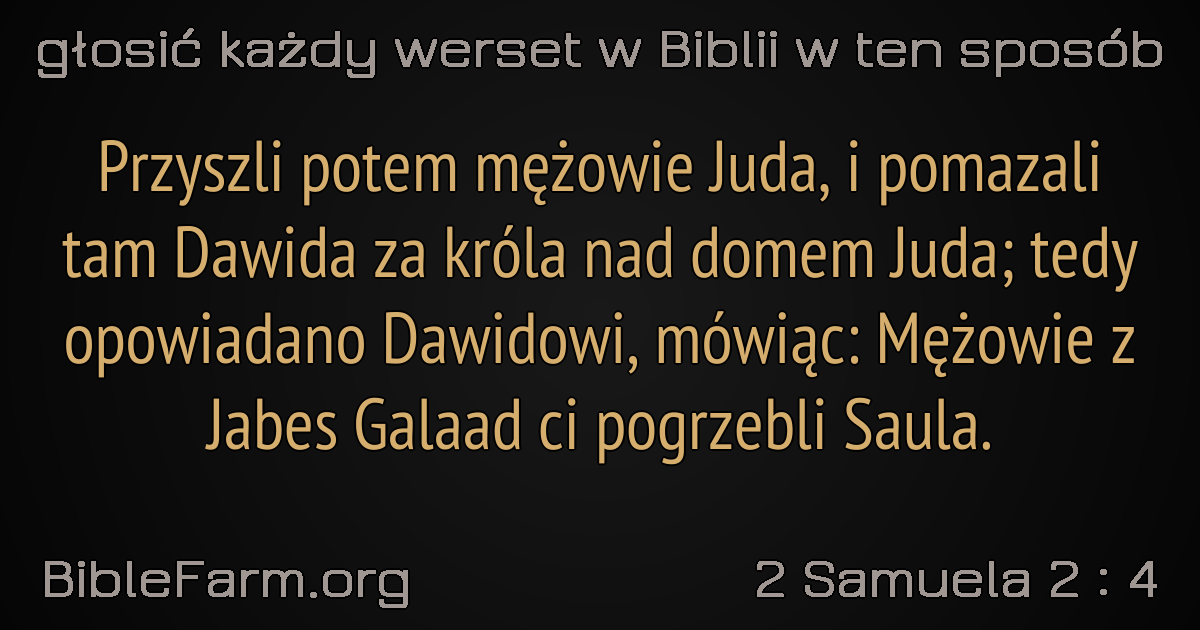 głosić każdy werset w Biblii w ten sposób
Przyszli potem mężowie Juda, i pomazali
tam Dawida za króla nad domem Juda; tedy
opowiadano Dawidowi, mówiąc: Mężowie z
Jabes Galaad ci pogrzebli Saula.
BibleFarm.org
2 Samuela 2 : 4